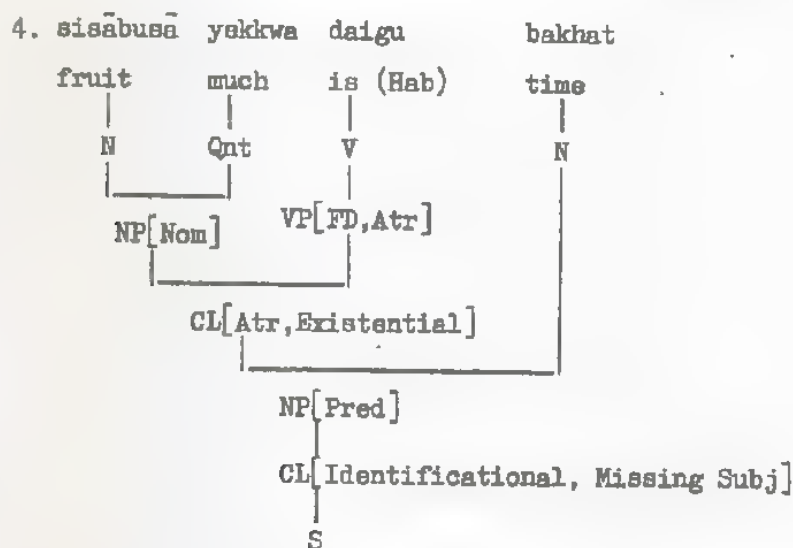 4. sisābusā yekkwa daigu bakhat
fruit much is (Hab) time
N Qnt V N
NP[Nom] VP[FD,Atr]
CL[Atr,Existential]
NP[Pred]
CL[Identificational, Missing Subj]
S